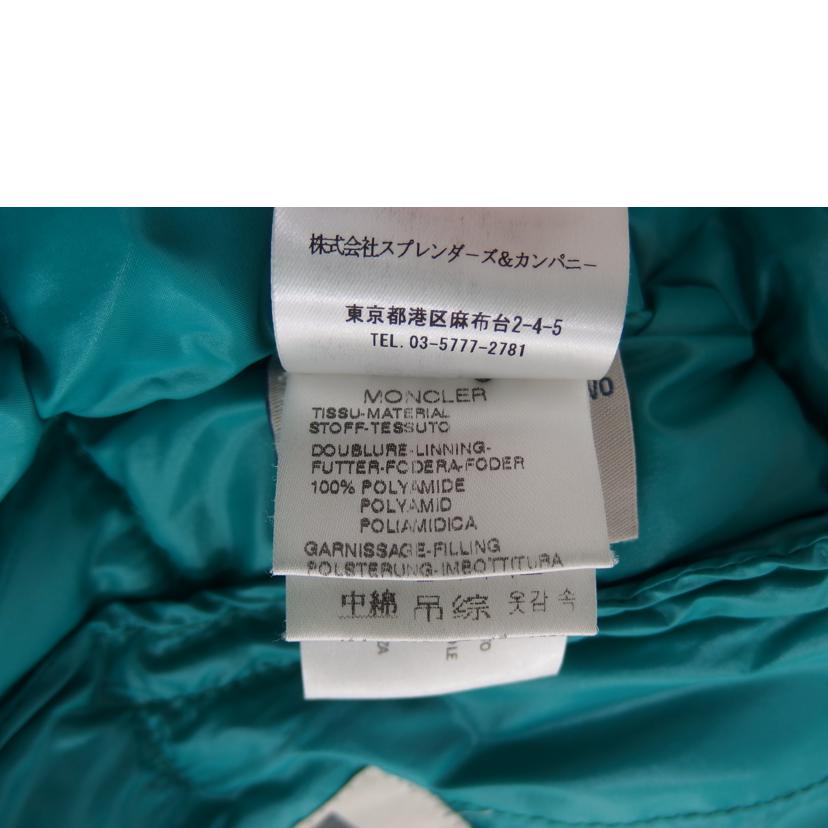 株式会社スプレンダーズ&カンパニー
東京都港区麻布台2-4-5
TEL. 03-5777-2781
MONCLER
TISSU-MATERIAL
STOFF-TESSUTO
DOUBLURE-LINNING-
FUTTER-FODERA-FODER
100% POLYAMIDE
POLYAMID
POLIAMIDICA
GARNISSAGE-FILLING
POLSTERUNG-IMBOTTITURA
中綿 吊综 옷감 속